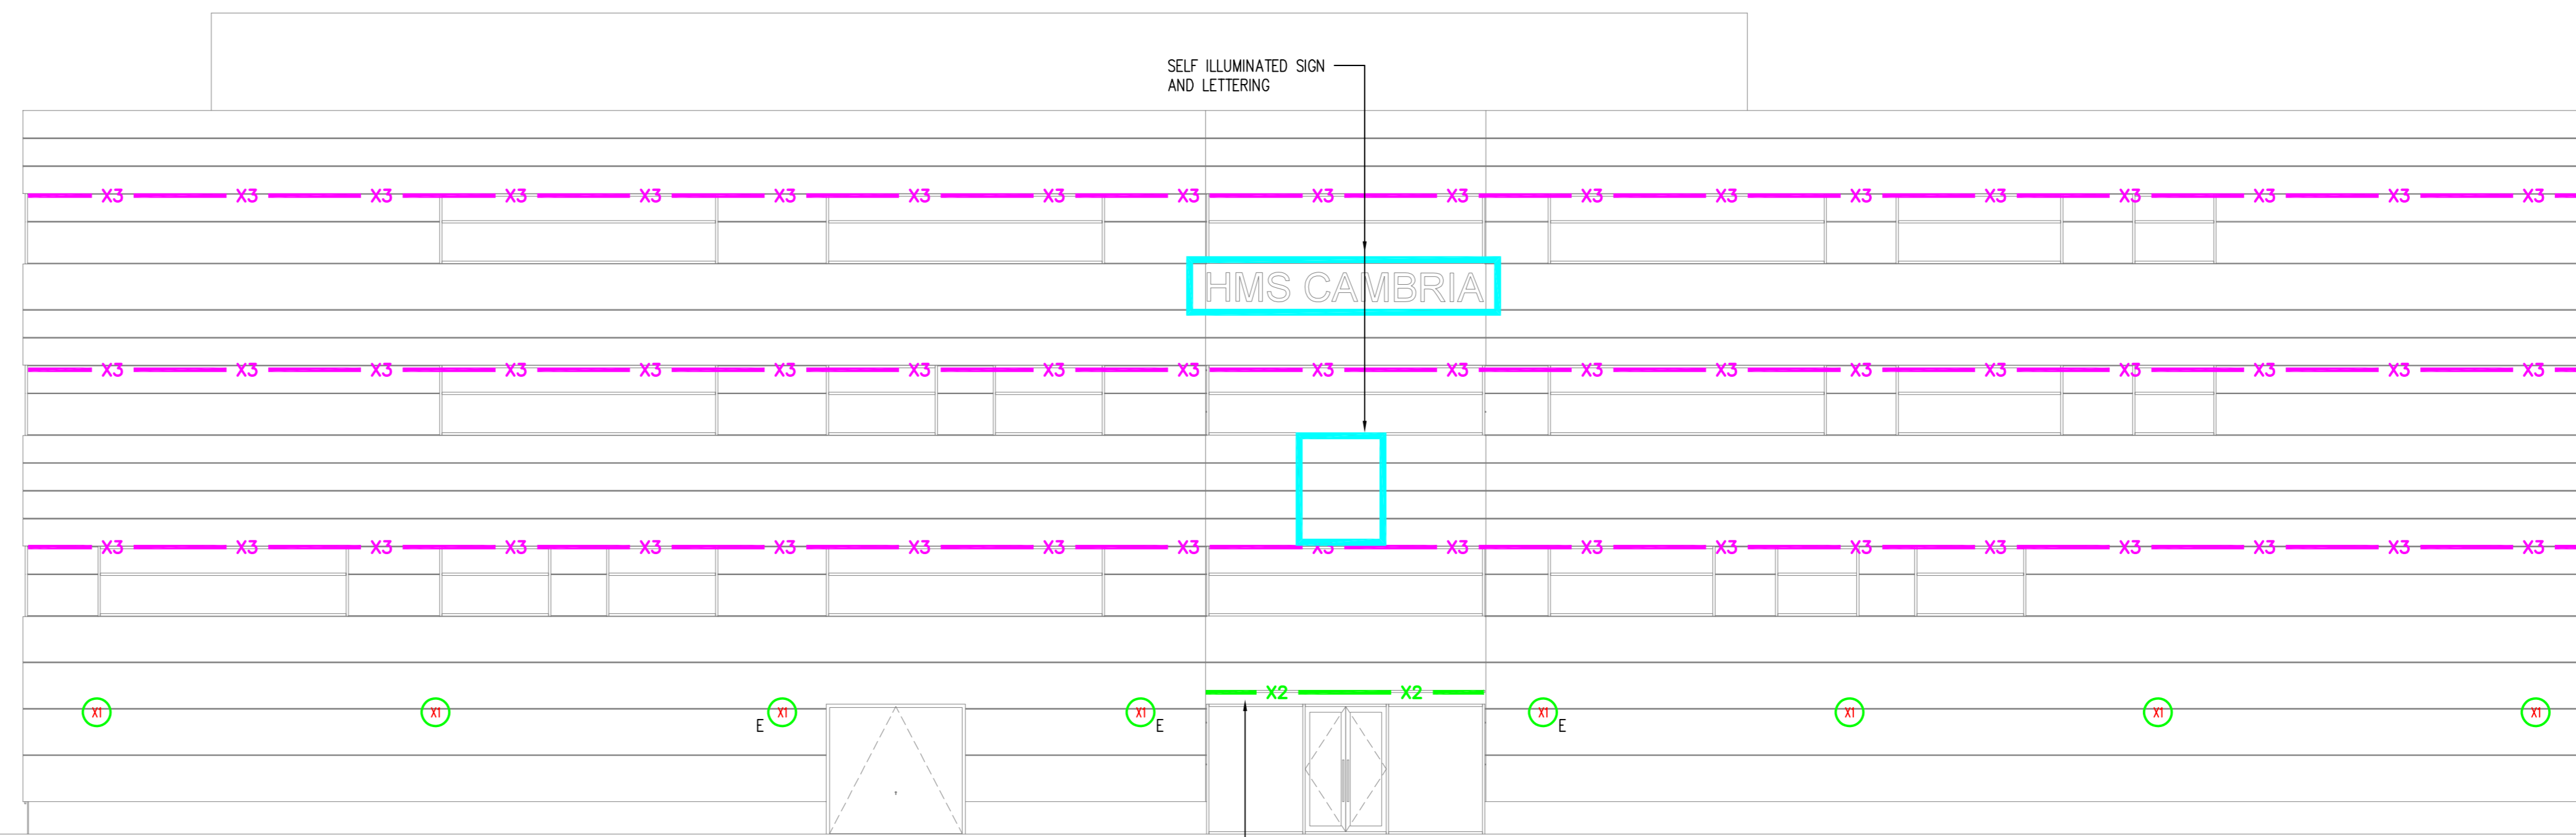 SELF ILLUMINATED SIGN
AND LETTERING
X3 X3 X3 X3 X3 X3 X3 X3 X3 X3 X3 X3 X3 X3 X3 X3 X3 X3 X3
HMS CAMBRIA
X3 X3 X3 X3 X3 X3 X3 X3 X3 X3 X3 X3 X3 X3 X3 X3 X3 X3 X3
X3 X3 X3 X3 X3 X3 X3 X3 X3 X3 X3 X3 X3 X3 X3 X3 X3 X3 X3
X2 X2
X1 X1 X1 X1 X1 X1 X1 X1
E E E